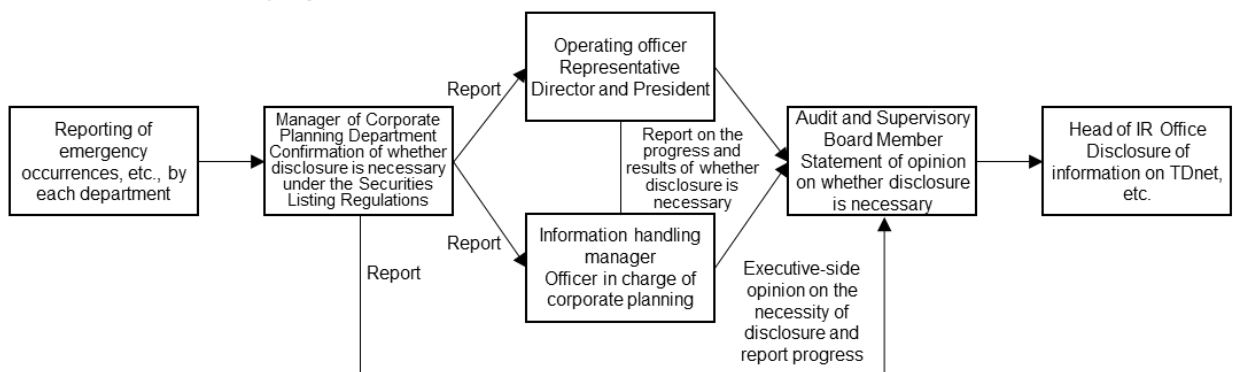 Reporting of
emergency
occurrences, etc., by
each department
Manager of Corporate
Planning Department
Confirmation of whether
disclosure is necessary
under the Securities
Listing Regulations
Report
Report
Report
Operating officer
Representative
Director and President
Report on the
progress and
results of whether
disclosure is
necessary
Information handling
manager
Officer in charge of
corporate planning
Audit and Supervisory
Board Member
Statement of opinion
on whether disclosure
is necessary
Executive-side
opinion on the
necessity of
disclosure and
report progress
Head of IR Office
Disclosure of
information on TDnet,
etc.